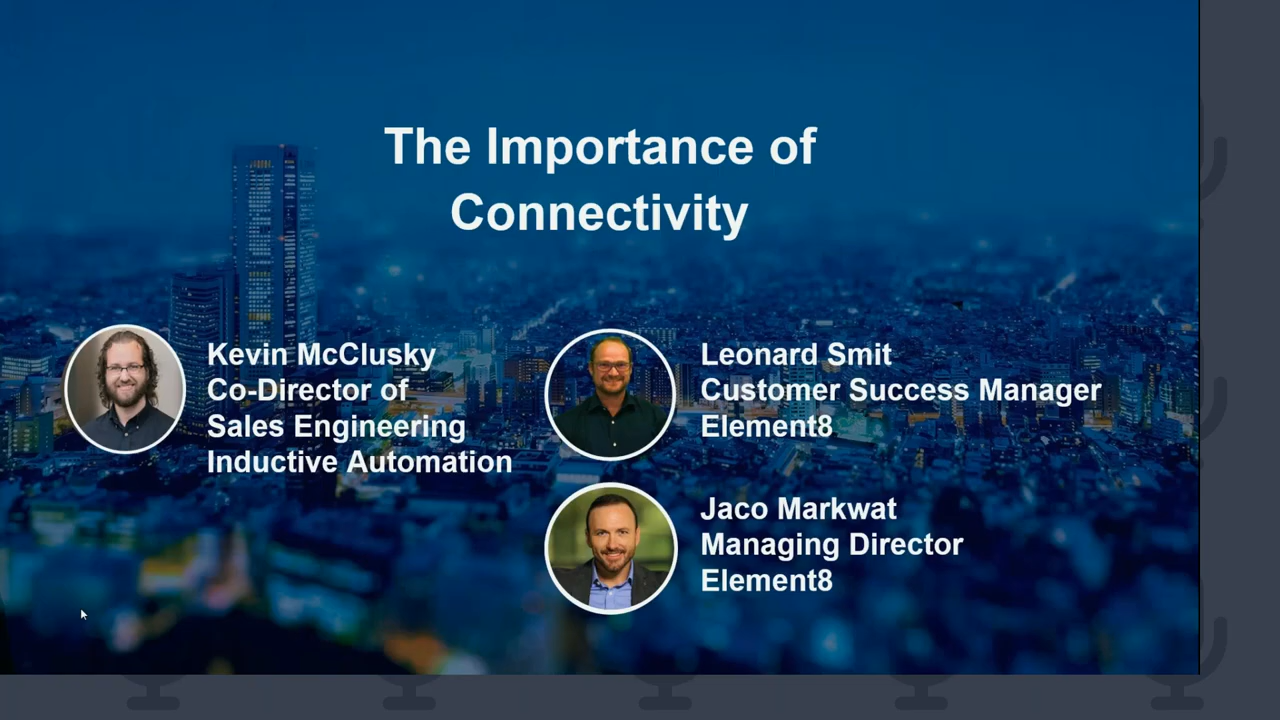 The Importance of
Connectivity
Kevin McClusky
Co-Director of
Sales Engineering
Inductive Automation
Leonard Smit
Customer Success Manager
Element8
Jaco Markwat
Managing Director
Element8